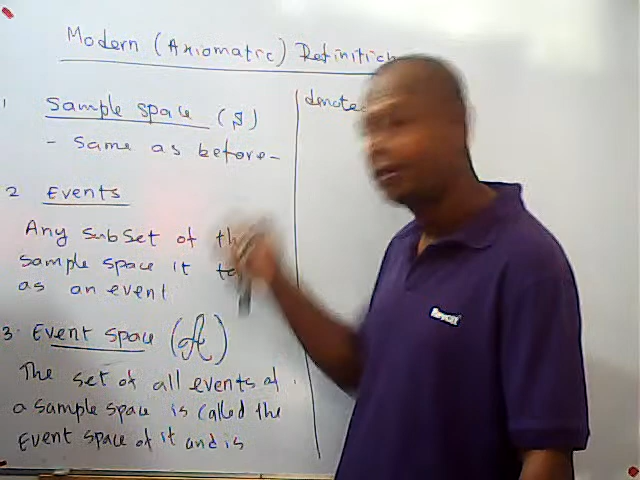 Modern (Axiomatic) Definition
1 Sample space (S)
- Same as before -
2 Events
Any subset of the
sample space it
as an event
3. Event space (A)
The set of all events of
a sample space is called the
Event space of it and is
denoted